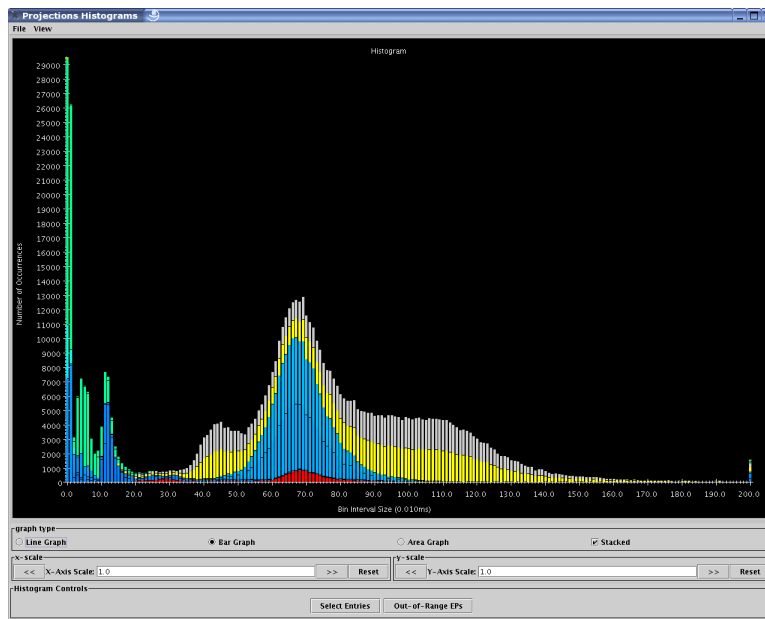 Projections Histograms
File View
Histogram
29000
28000
27000
26000
25000
24000
23000
22000
21000
20000
19000
18000
17000
16000
15000
14000
13000
12000
11000
10000
9000
8000
7000
6000
5000
4000
3000
2000
1000
0
Number of Occurrences
0.0 10.0 20.0 30.0 40.0 50.0 60.0 70.0 80.0 90.0 100.0 110.0 120.0 130.0 140.0 150.0 160.0 170.0 180.0 190.0 200.0
Bin Interval Size (0.010ms)
graph type
Line Graph Bar Graph Area Graph Stacked
x-scale y-scale
<< X-Axis Scale: 1.0 >> Reset << Y-Axis Scale: 1.0 >> Reset
Histogram Controls
Select Entries Out-of-Range EPs